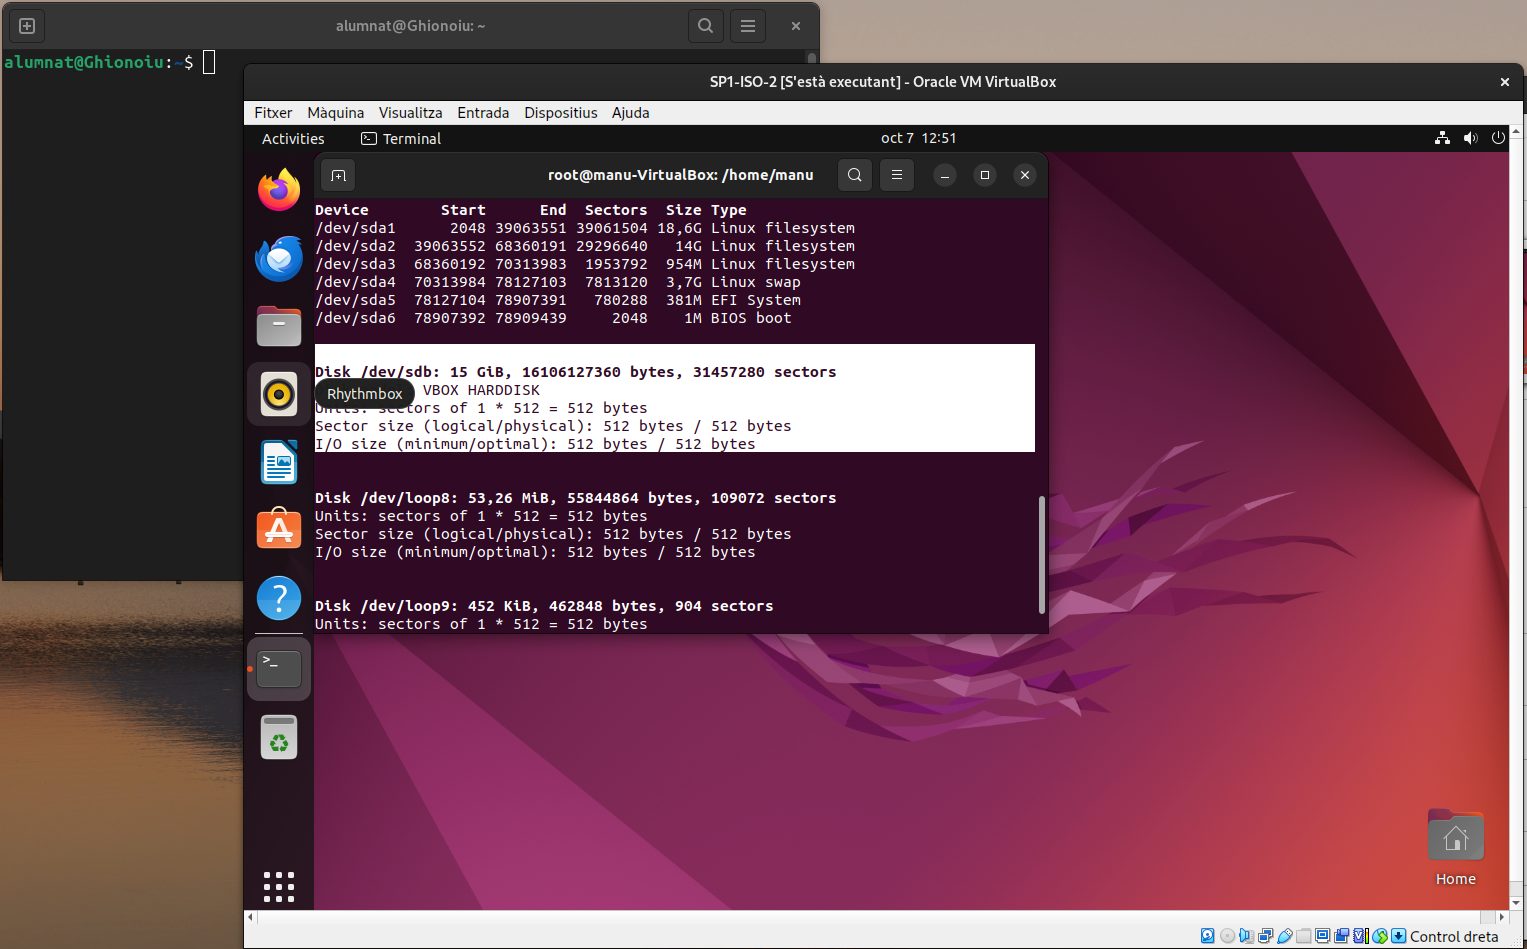 alumnat@Ghionoiu: ~
alumnat@Ghionoiu:~$
SP1-ISO-2 [S'està executant] - Oracle VM VirtualBox
Fitxer Màquina Visualitza Entrada Dispositius Ajuda
Activities Terminal oct 7 12:51
root@manu-VirtualBox: /home/manu
Device Start End Sectors Size Type
/dev/sda1 2048 39063551 39061504 18,6G Linux filesystem
/dev/sda2 39063552 68360191 29296640 14G Linux filesystem
/dev/sda3 68360192 70313983 1953792 954M Linux filesystem
/dev/sda4 70313984 78127103 7813120 3,7G Linux swap
/dev/sda5 78127104 78907391 780288 381M EFI System
/dev/sda6 78907392 78909439 2048 1M BIOS boot
Disk /dev/sdb: 15 GiB, 16106127360 bytes, 31457280 sectors
Rhythmbox VBOX HARDDISK
Units: sectors of 1 * 512 = 512 bytes
Sector size (logical/physical): 512 bytes / 512 bytes
I/O size (minimum/optimal): 512 bytes / 512 bytes
Disk /dev/loop8: 53,26 MiB, 55844864 bytes, 109072 sectors
Units: sectors of 1 * 512 = 512 bytes
Sector size (logical/physical): 512 bytes / 512 bytes
I/O size (minimum/optimal): 512 bytes / 512 bytes
Disk /dev/loop9: 452 KiB, 462848 bytes, 904 sectors
Units: sectors of 1 * 512 = 512 bytes
Home
Control dreta